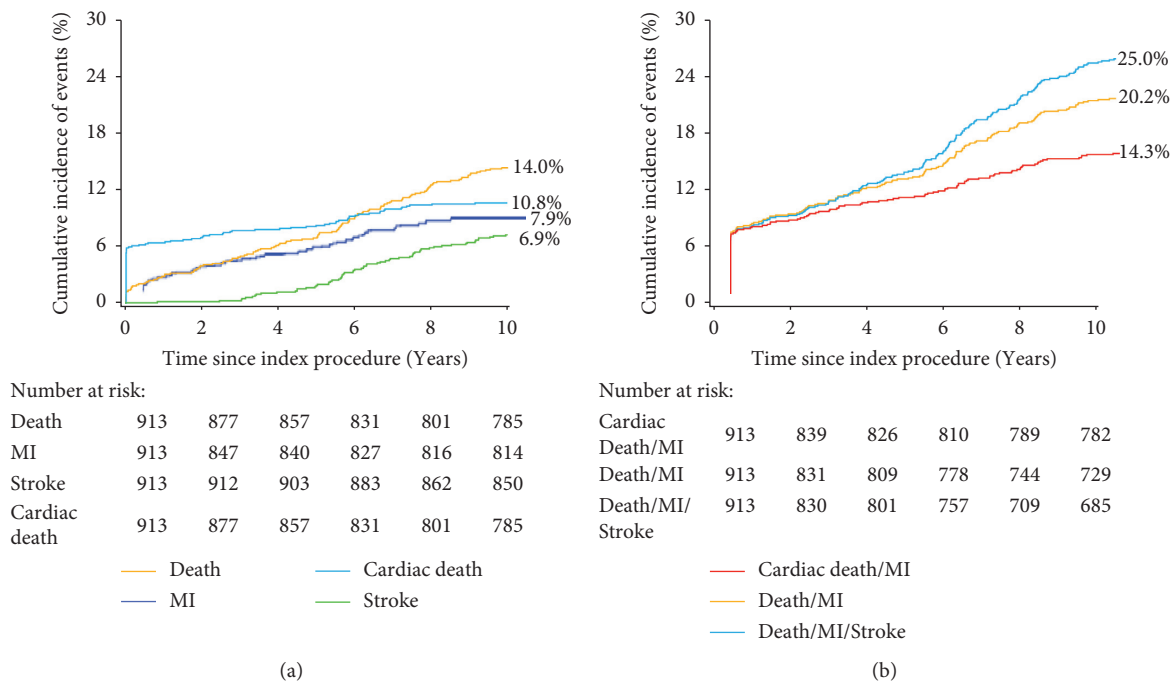 Cumulative incidence of events (%)
30
24
18
12
6
0
14.0%
10.8%
7.9%
6.9%
0 2 4 6 8 10
Time since index procedure (Years)
Number at risk:
Death 913 877 857 831 801 785
MI 913 847 840 827 816 814
Stroke 913 912 903 883 862 850
Cardiac
death 913 877 857 831 801 785
Death Cardiac death
MI Stroke
(a)
Cumulative incidence of events (%)
30
24
18
12
6
0
25.0%
20.2%
14.3%
0 2 4 6 8 10
Time since index procedure (Years)
Number at risk:
Cardiac
Death/MI 913 839 826 810 789 782
Death/MI 913 831 809 778 744 729
Death/MI/ 913 830 801 757 709 685
Stroke
Cardiac death/MI
Death/MI
Death/MI/Stroke
(b)